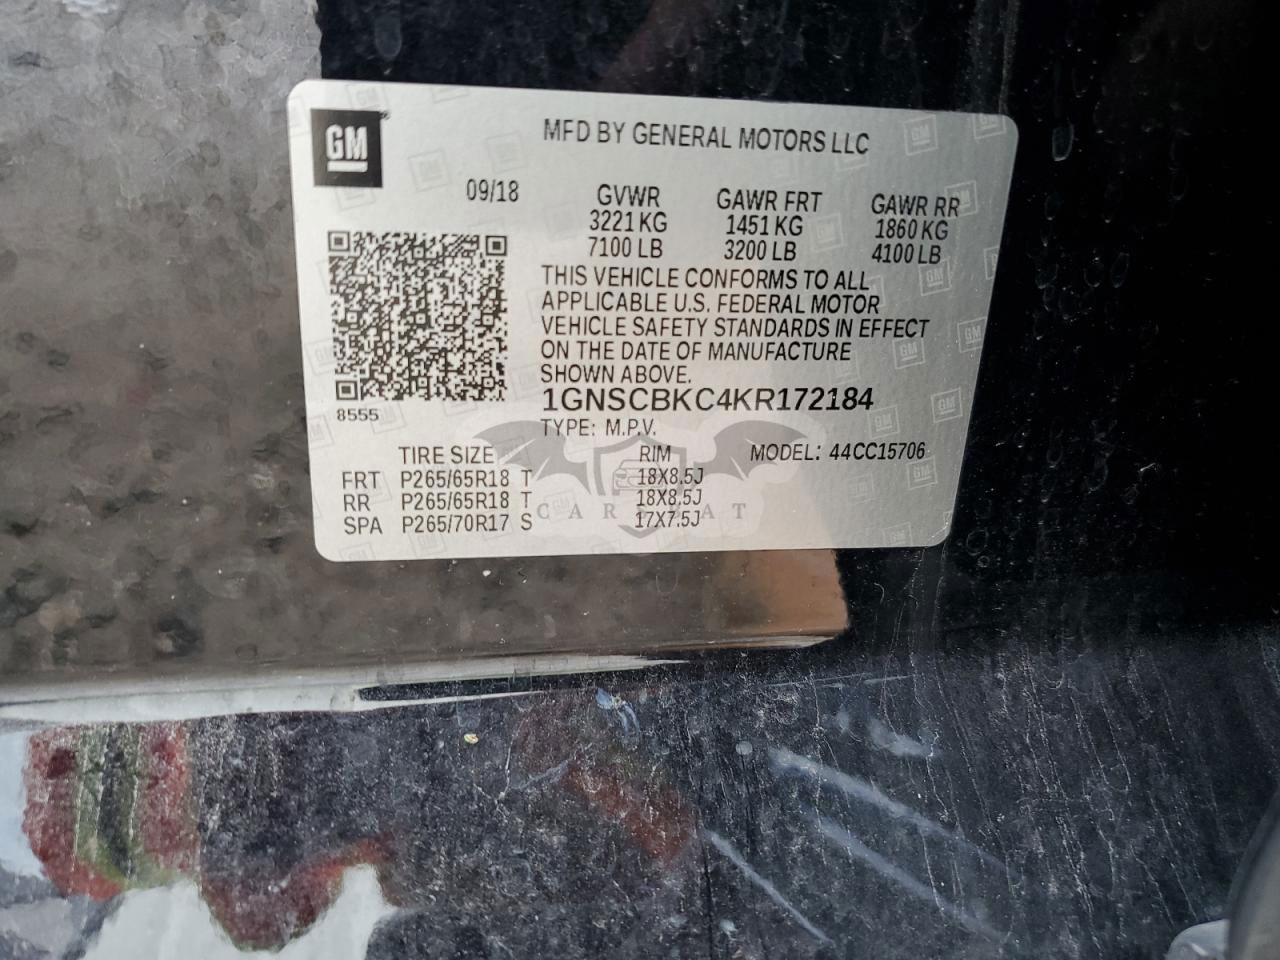 GM
MFD BY GENERAL MOTORS LLC
09/18 GVWR GAWR FRT GAWR RR
3221 KG 1451 KG 1860 KG
7100 LB 3200 LB 4100 LB
THIS VEHICLE CONFORMS TO ALL
APPLICABLE U.S. FEDERAL MOTOR
VEHICLE SAFETY STANDARDS IN EFFECT
ON THE DATE OF MANUFACTURE
SHOWN ABOVE.
8555
1GNSCBKC4KR172184
TYPE: M.P.V.
TIRE SIZE RIM MODEL: 44CC15706
FRT P265/65R18 T 18X8.5J
RR P265/65R18 T 18X8.5J
SPA P265/70R17 S 17X7.5J